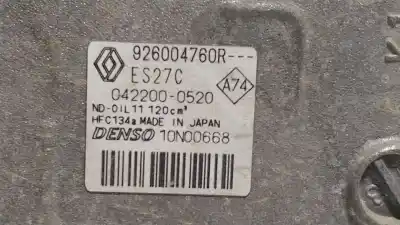 926004760R---
ES27C
A74
042200-0520
ND-OIL11 120cm³
HFC134a MADE IN JAPAN
DENSO 10N00668